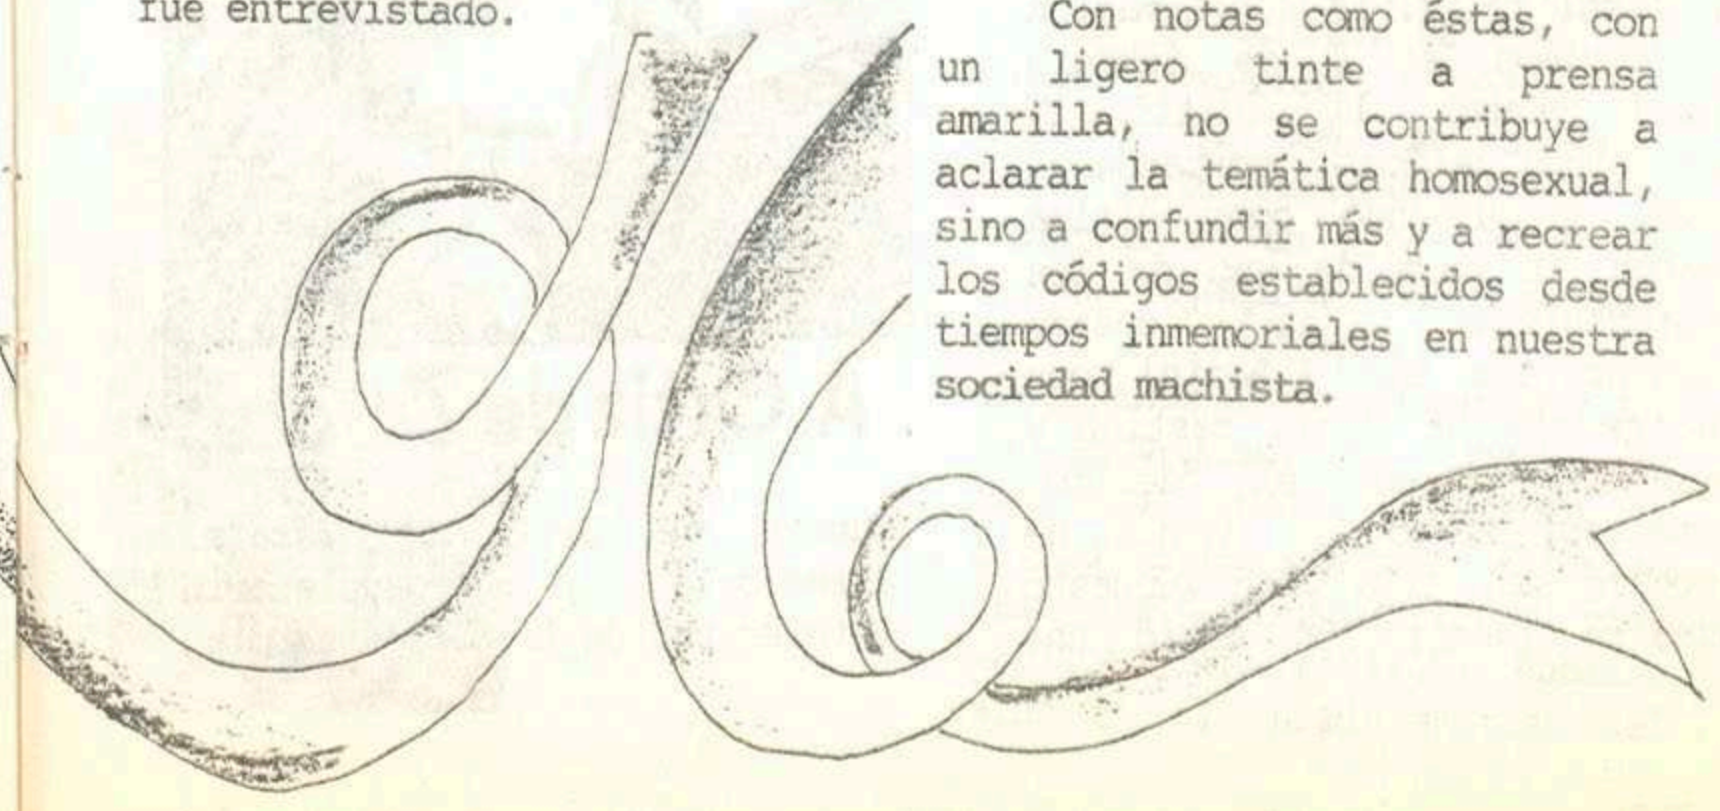 fue entrevistado.
Con notas como éstas, con
un ligero tinte a prensa
amarilla, no se contribuye a
aclarar la temática homosexual,
sino a confundir más y a recrear
los códigos establecidos desde
tiempos inmemoriales en nuestra
sociedad machista.